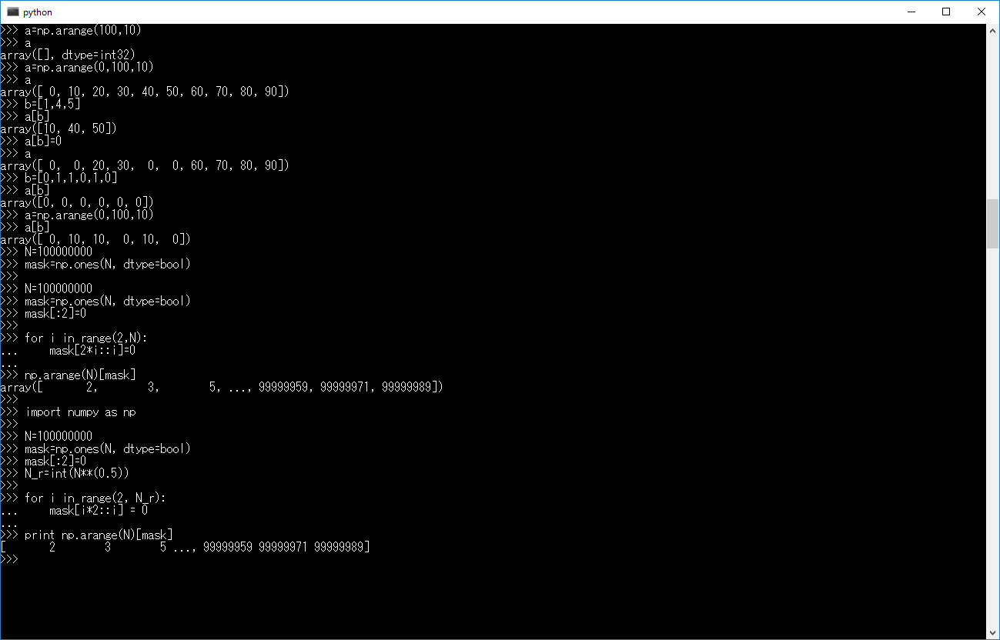 python
>>> a=np.arange(100,10)
>>> a
array([], dtype=int32)
>>> a=np.arange(0,100,10)
>>> a
array([ 0, 10, 20, 30, 40, 50, 60, 70, 80, 90])
>>> b=[1,4,5]
>>> a[b]
array([10, 40, 50])
>>> a[b]=0
>>> a
array([ 0,  0, 20, 30,  0,  0, 60, 70, 80, 90])
>>> b=[0,1,1,0,1,0]
>>> a[b]
array([0, 0, 0, 0, 0, 0])
>>> a=np.arange(0,100,10)
>>> a[b]
array([ 0, 10, 10,  0, 10,  0])
>>> N=100000000
>>> mask=np.ones(N, dtype=bool)
>>>
>>> N=100000000
>>> mask=np.ones(N, dtype=bool)
>>> mask[:2]=0
>>>
>>> for i in range(2,N):
...     mask[2*i::i]=0
...
>>> np.arange(N)[mask]
array([       2,        3,        5, ..., 99999959, 99999971, 99999989])
>>>
>>> import numpy as np
>>>
>>> N=100000000
>>> mask=np.ones(N, dtype=bool)
>>> mask[:2]=0
>>> N_r=int(N**(0.5))
>>>
>>> for i in range(2, N_r):
...     mask[i*2::i] = 0
...
>>> print np.arange(N)[mask]
[       2        3        5 ..., 99999959 99999971 99999989]
>>>